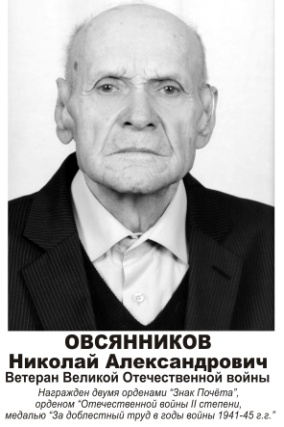 ОВСЯННИКОВ
Николай Александрович
Ветеран Великой Отечественной войны
Награжден двумя орденами “Знак Почёта”,
орденом “Отечественной войны II степени,
медалью “За доблестный труд в годы войны 1941-45 г.г.”